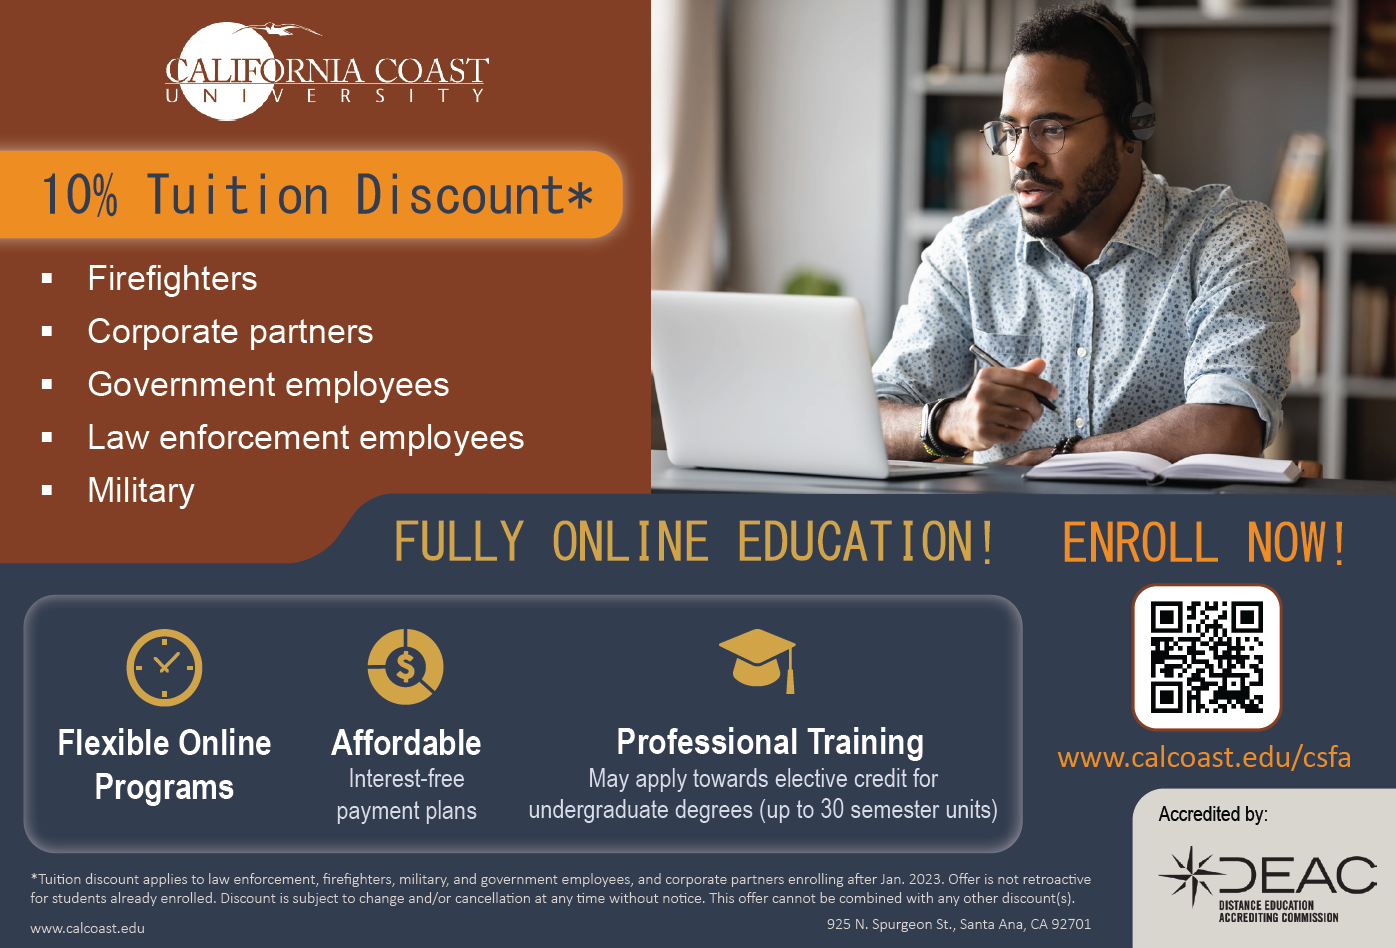 CALIFORNIA COAST
UNIVERSITY
10% Tuition Discount*
▪ Firefighters
▪ Corporate partners
▪ Government employees
▪ Law enforcement employees
▪ Military
FULLY ONLINE EDUCATION!
ENROLL NOW!
Flexible Online
Programs
Affordable
Interest-free
payment plans
Professional Training
May apply towards elective credit for
undergraduate degrees (up to 30 semester units)
www.calcoast.edu/csfa
Accredited by:
DEAC
DISTANCE EDUCATION
ACCREDITING COMMISSION
*Tuition discount applies to law enforcement, firefighters, military, and government employees, and corporate partners enrolling after Jan. 2023. Offer is not retroactive
for students already enrolled. Discount is subject to change and/or cancellation at any time without notice. This offer cannot be combined with any other discount(s).
www.calcoast.edu
925 N. Spurgeon St., Santa Ana, CA 92701